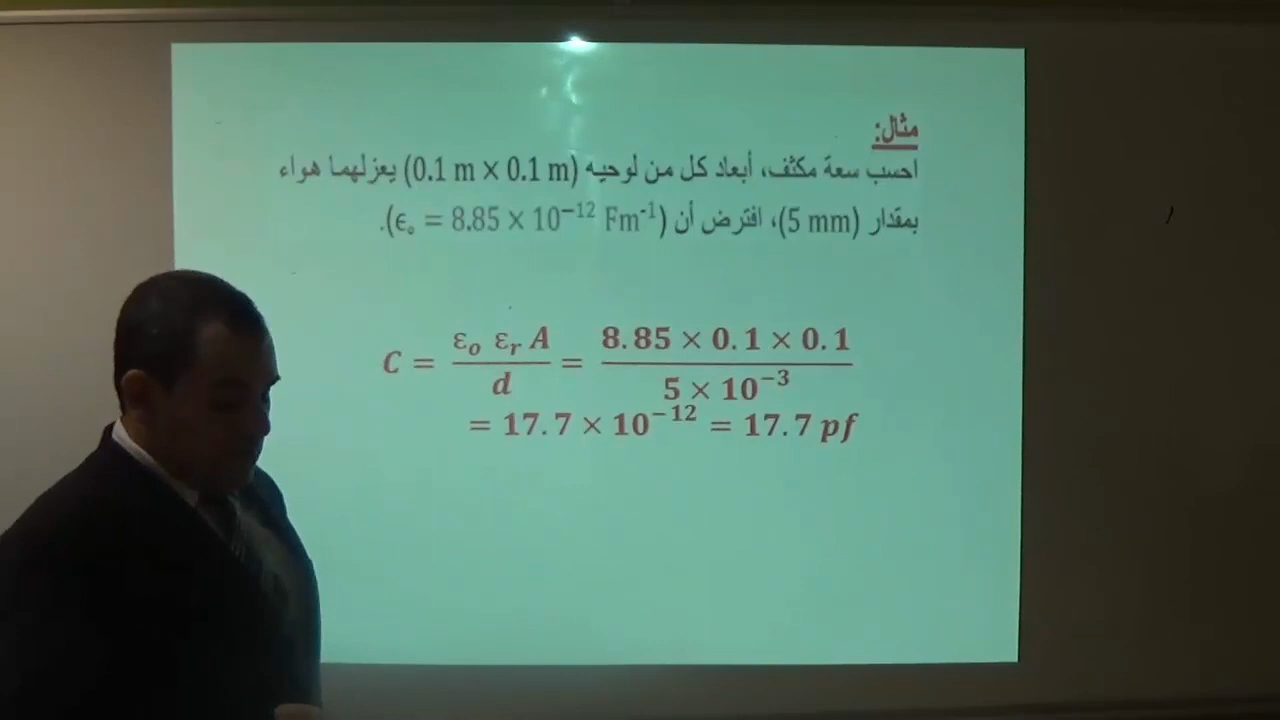 مثال:
احسب سعة مكثف، أبعاد كل من لوحيه (0.1 m × 0.1 m) يعزلهما هواء
بمقدار (5 mm)، افترض أن (ϵ₀ = 8.85 × 10⁻¹² Fm⁻¹).
C = (ε₀ εᵣ A)/d = (8.85 × 0.1 × 0.1)/(5 × 10⁻³)
= 17.7 × 10⁻¹² = 17.7 pf